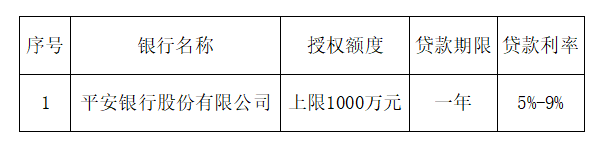 序号 银行名称 授权额度 贷款期限 贷款利率
1 平安银行股份有限公司 上限1000万元 一年 5%-9%